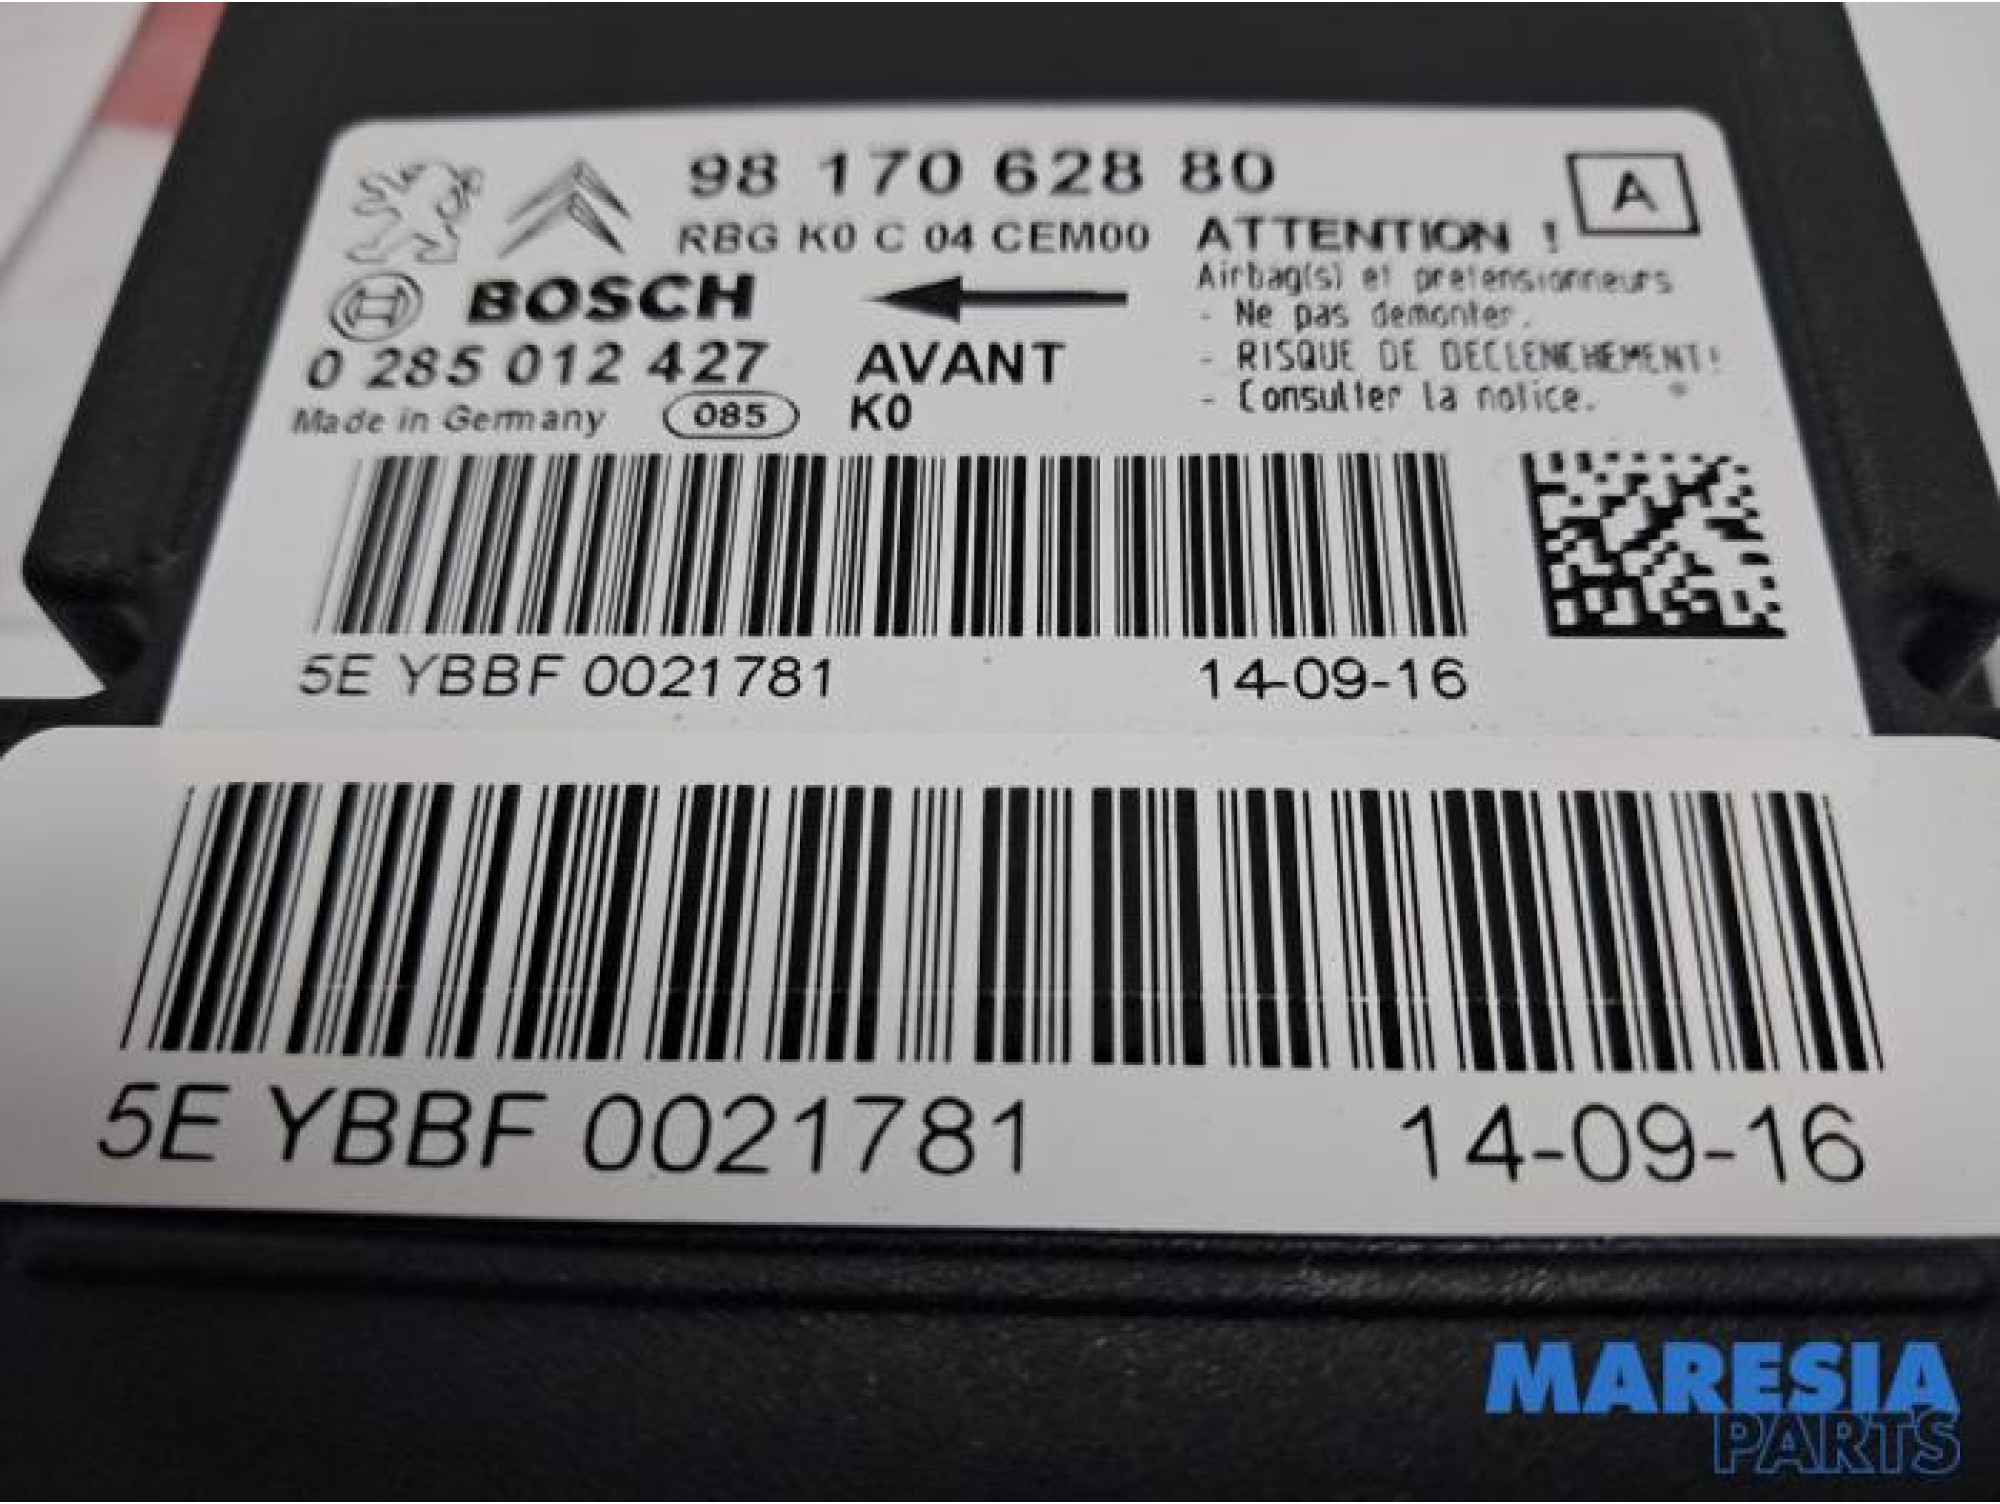 98 170 628 80
A
RBG K0 C 04 CEM00
ATTENTION !
BOSCH
Airbag(s) et pretensionneurs
- Ne pas demonter.
0 285 012 427
AVANT
- RISQUE DE DECLENCHEMENT!
Made in Germany
085
K0
- Consulter la notice.
5E YBBF 0021781
14-09-16
5E YBBF 0021781
14-09-16
MARESIA
PARTS